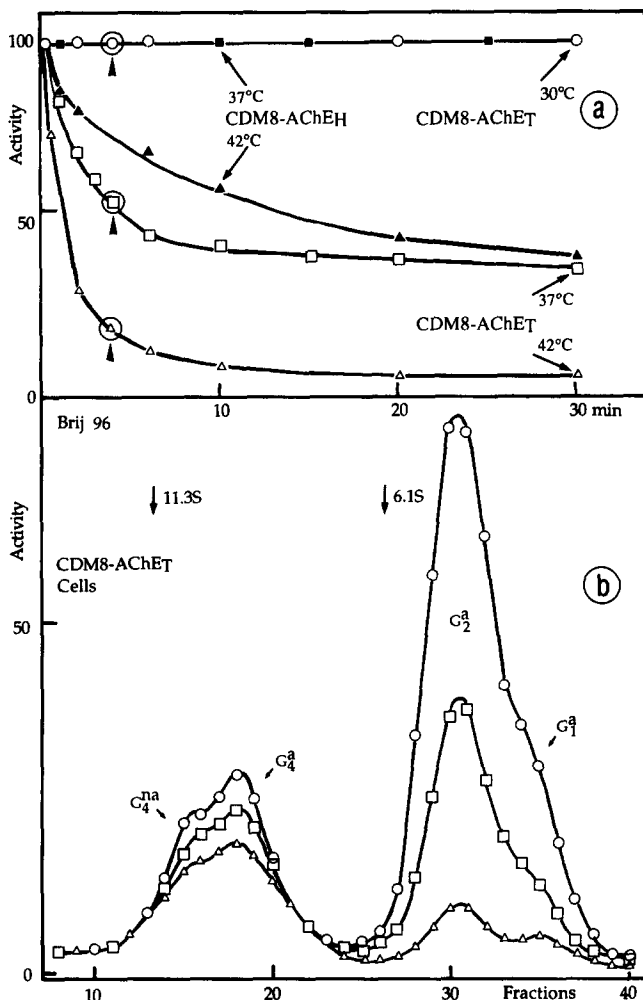 100
37°C
30°C
CDM8-AChEH
CDM8-AChET
a
42°C
Activity
50
37°C
CDM8-AChET
42°C
0
10
20
30 min
Brij 96
11.3S
6.1S
Activity
CDM8-AChET
Cells
b
50
G2a
G1a
G4a
G4na
0
10
20
30
Fractions
40